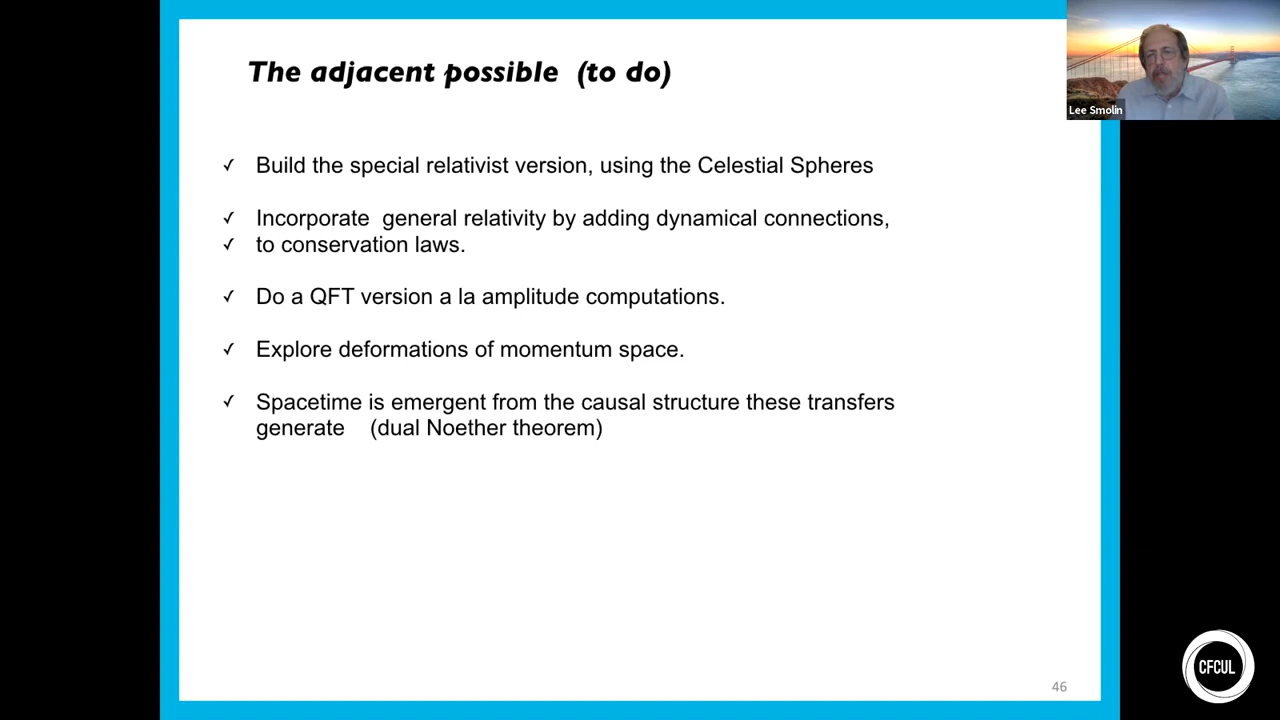 The adjacent possible (to do)
✓ Build the special relativist version, using the Celestial Spheres
✓ Incorporate general relativity by adding dynamical connections,
✓ to conservation laws.
✓ Do a QFT version a la amplitude computations.
✓ Explore deformations of momentum space.
✓ Spacetime is emergent from the causal structure these transfers
generate (dual Noether theorem)
46
Lee Smolin
CFCUL